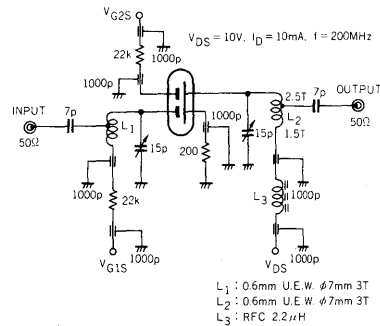 VG2S
VDS = 10V, ID = 10mA, f = 200MHz
22k
1000p
1000p
INPUT
50Ω
7p
L1
15p
1000p
200
2.5T
7p
OUTPUT
50Ω
L2
1.5T
15p
1000p
22k
1000p
L3
1000p
VG1S
VDS
1000p
L1 : 0.6mm U.E.W. φ7mm 3T
L2 : 0.6mm U.E.W. φ7mm 3T
L3 : RFC 2.2μH